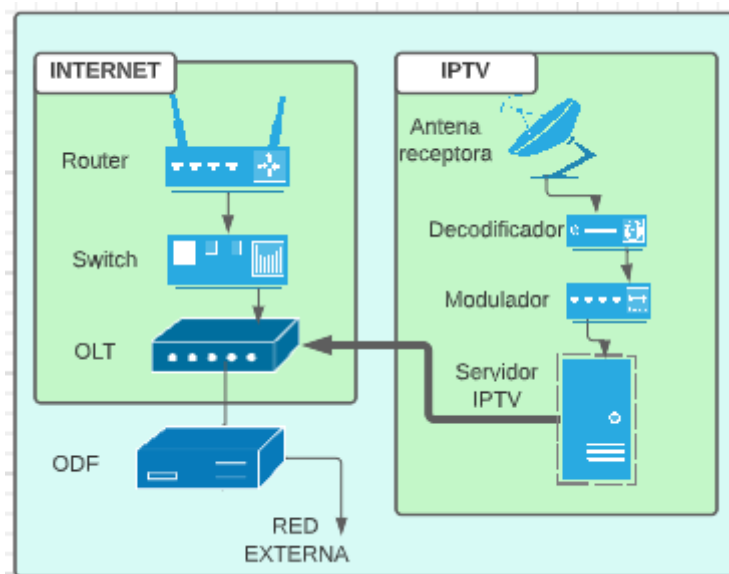 INTERNET
Router
Switch
OLT
ODF
RED
EXTERNA
IPTV
Antena
receptora
Decodificador
Modulador
Servidor
IPTV